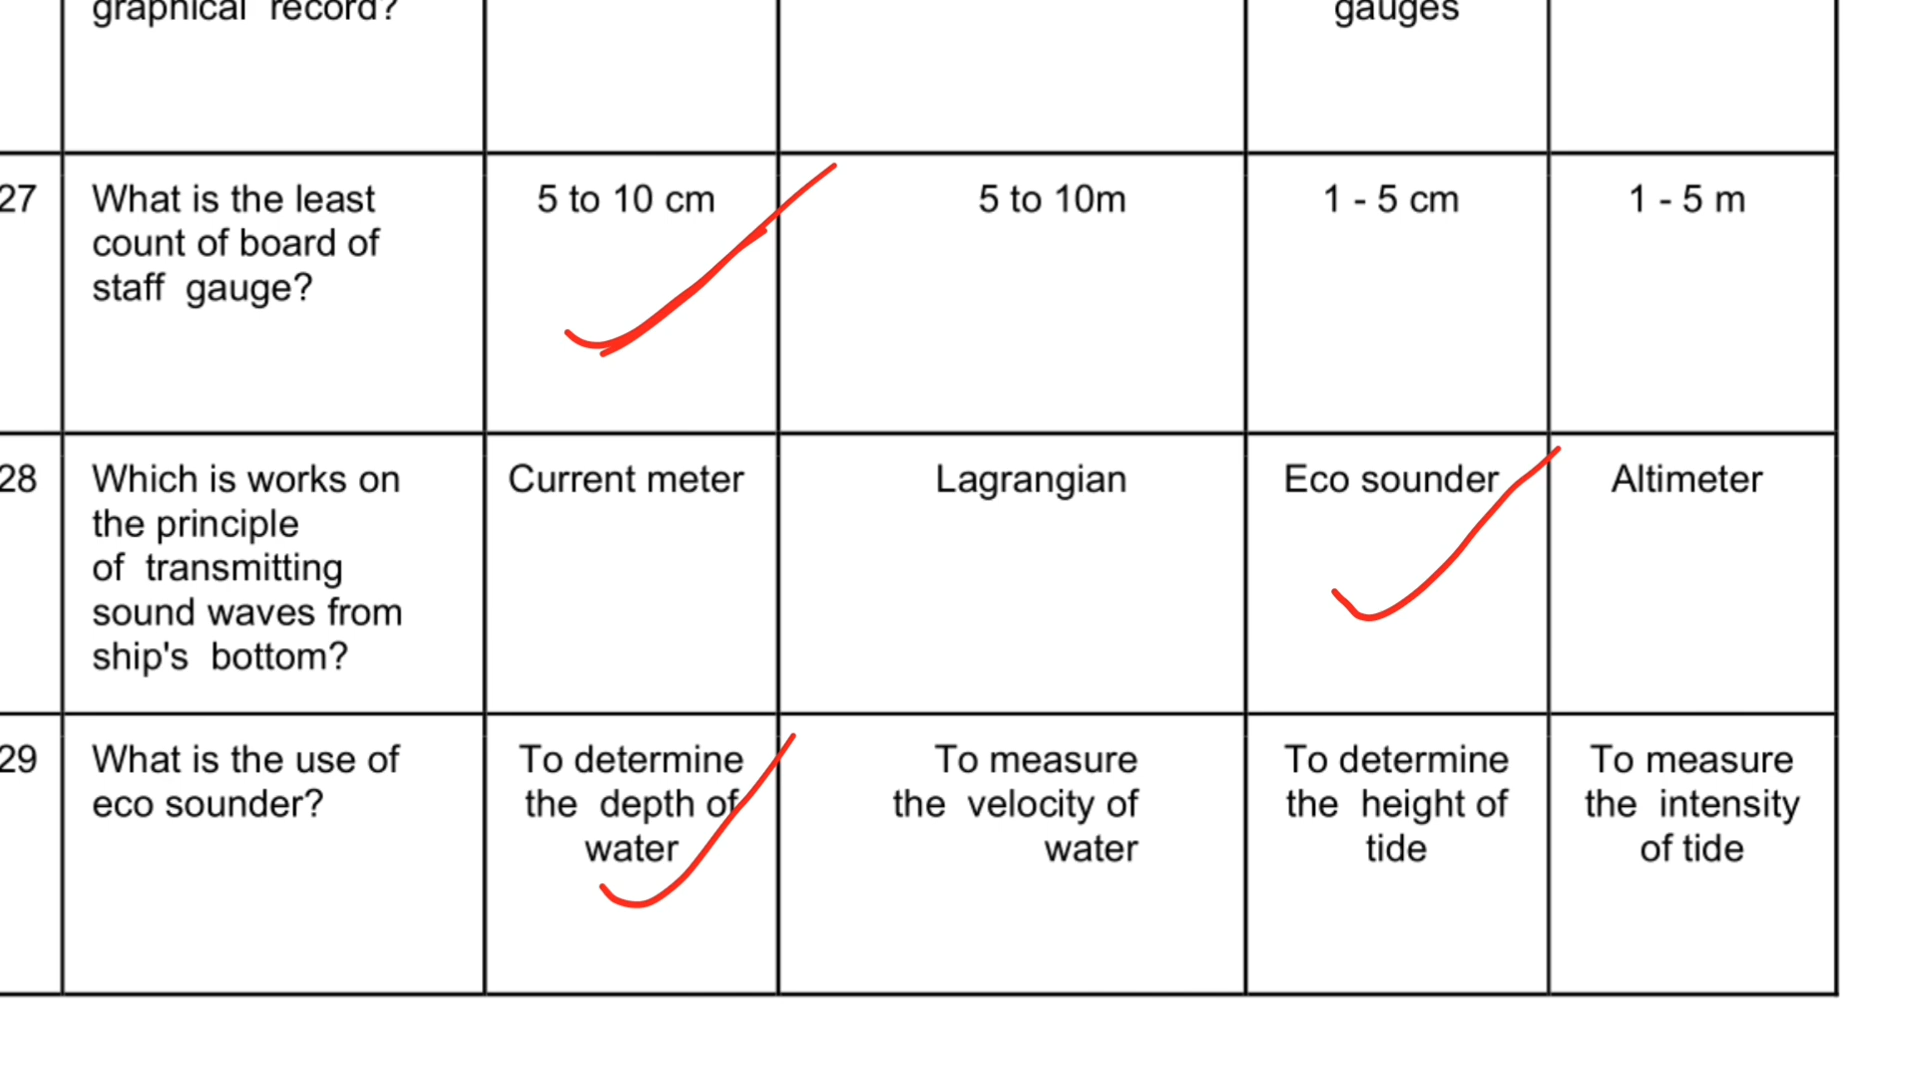 graphical record?
gauges
27
What is the least
count of board of
staff gauge?
5 to 10 cm
5 to 10m
1 - 5 cm
1 - 5 m
28
Which is works on
the principle
of transmitting
sound waves from
ship's bottom?
Current meter
Lagrangian
Eco sounder
Altimeter
29
What is the use of
eco sounder?
To determine
the depth of
water
To measure
the velocity of
water
To determine
the height of
tide
To measure
the intensity
of tide